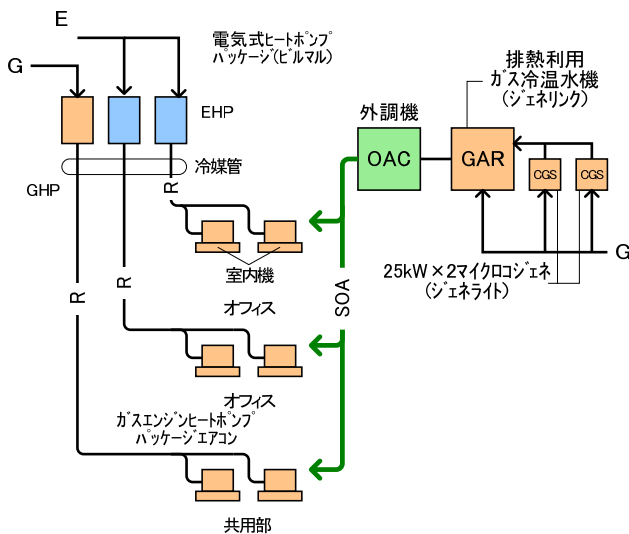 E
電気式ヒートポンプ
パッケージ(ビルマル)
G
排熱利用
ガス冷温水機
(ジェネリンク)
EHP
外調機
OAC
GAR
CGS
CGS
冷媒管
GHP
R
室内機
G
25kW×2マイクロコジェネ
(ジェネライト)
R
R
SOA
オフィス
オフィス
ガスエンジンヒートポンプ
パッケージエアコン
共用部